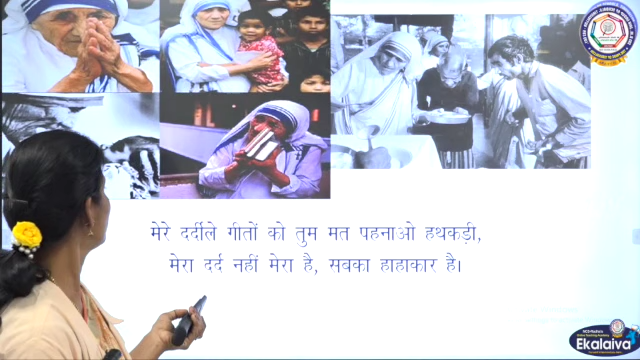 मेरे दर्दीले गीतों को तुम मत पहनाओ हथकड़ी,
मेरा दर्द नहीं मेरा है, सबका हाहाकार है।
Ekalaiva